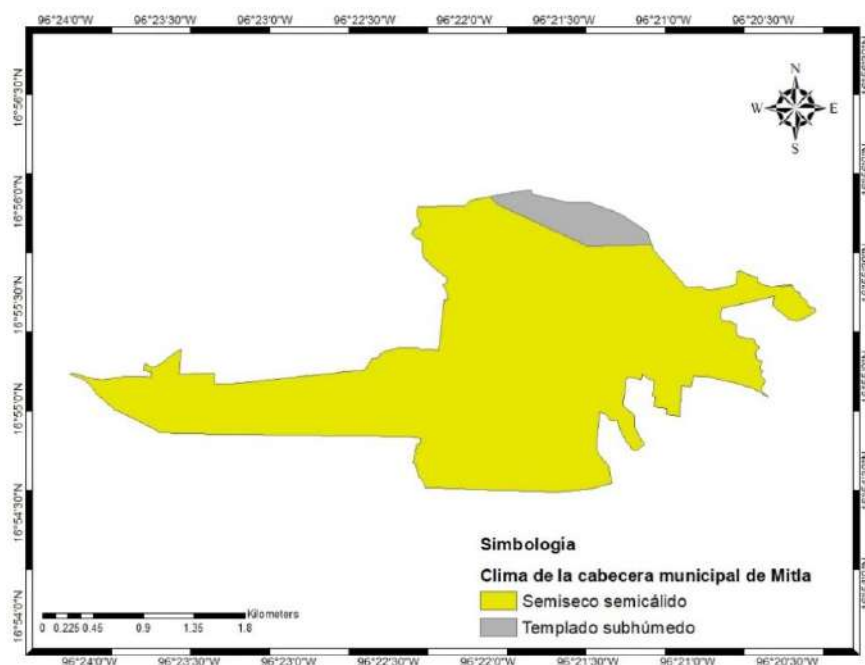 96°24'0"W 96°23'30"W 96°23'0"W 96°22'30"W 96°22'0"W 96°21'30"W 96°21'0"W 96°20'30"W
16°56'30"N
16°56'0"N
16°55'30"N
16°55'0"N
16°54'30"N
16°54'0"N
N
W E
S
Simbología
Clima de la cabecera municipal de Mitla
Semiseco semicálido
Templado subhúmedo
Kilometers
0 0.225 0.45 0.9 1.35 1.8
96°24'0"W 96°23'30"W 96°23'0"W 96°22'30"W 96°22'0"W 96°21'30"W 96°21'0"W 96°20'30"W